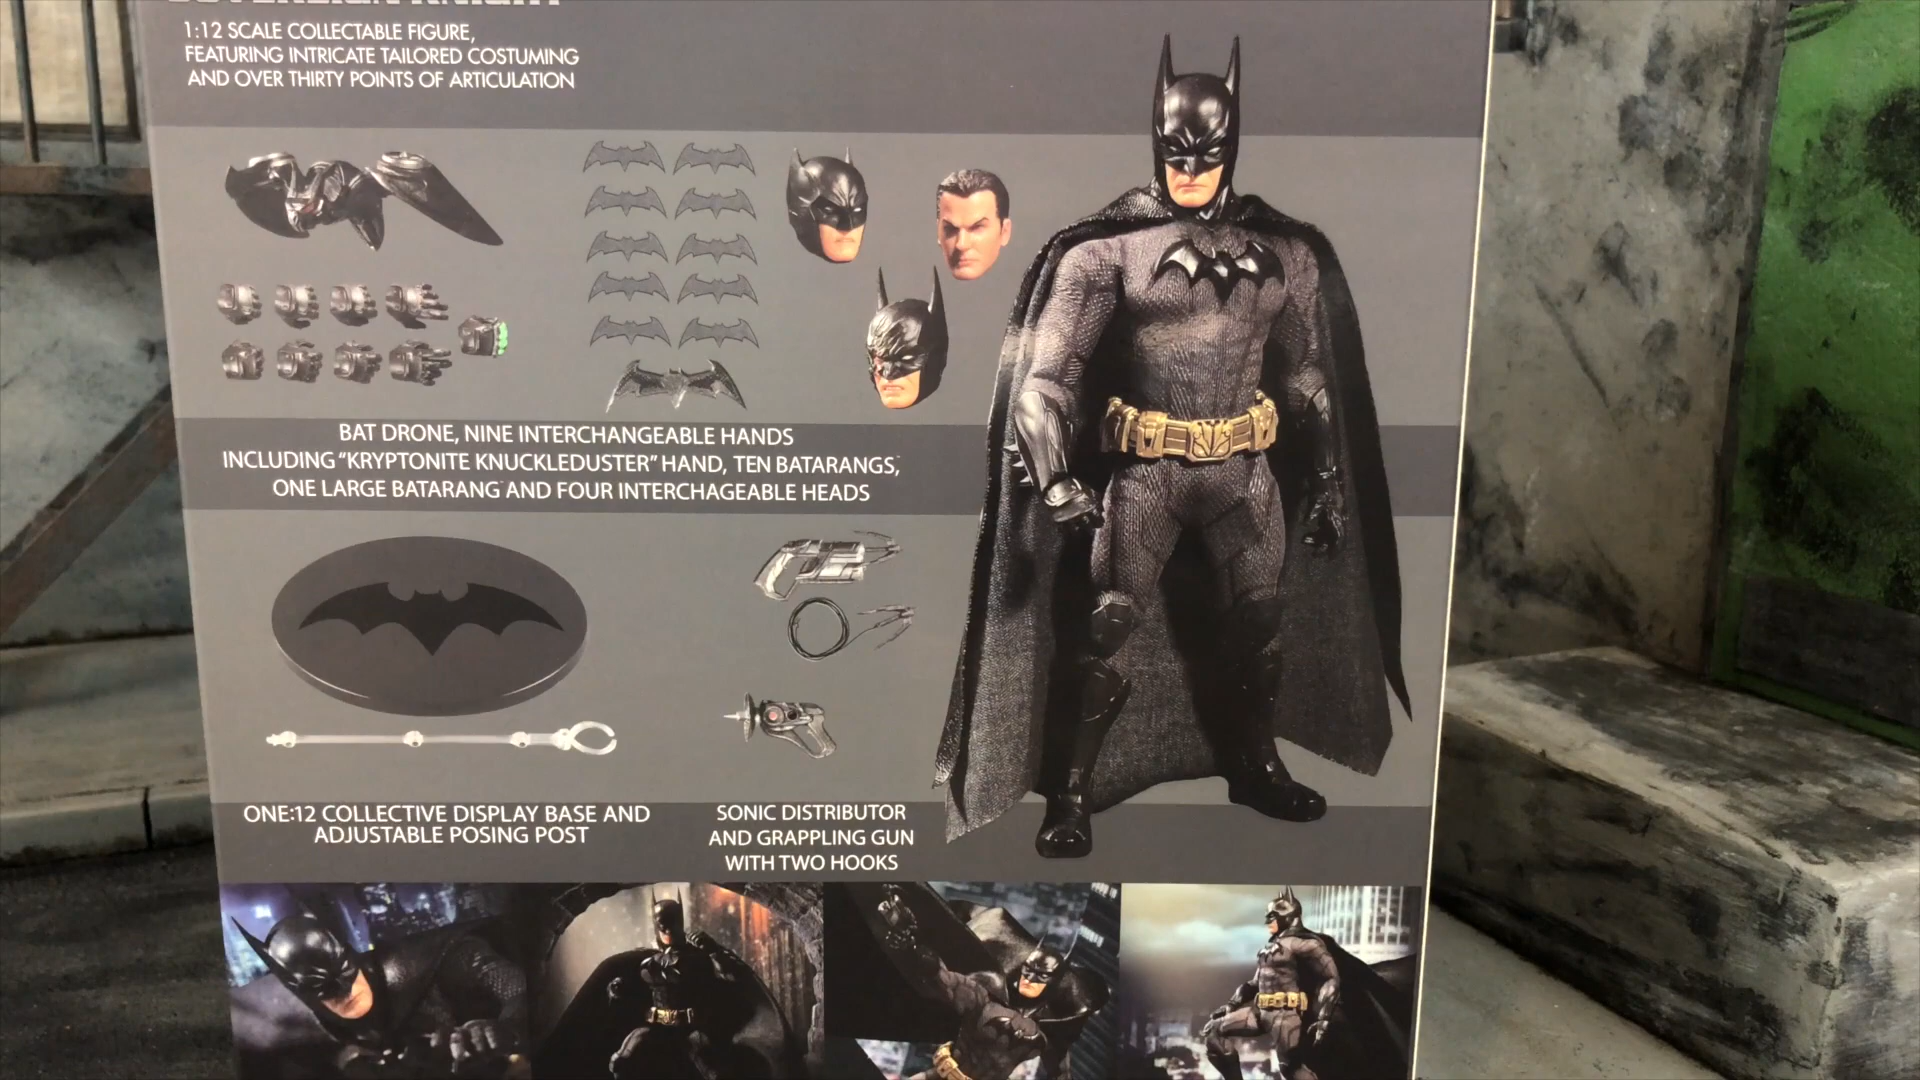 SOVEREIGN KNIGHT
1:12 SCALE COLLECTABLE FIGURE,
FEATURING INTRICATE TAILORED COSTUMING
AND OVER THIRTY POINTS OF ARTICULATION
BAT DRONE, NINE INTERCHANGEABLE HANDS
INCLUDING “KRYPTONITE KNUCKLEDUSTER” HAND, TEN BATARANGS,
ONE LARGE BATARANG AND FOUR INTERCHAGEABLE HEADS
ONE:12 COLLECTIVE DISPLAY BASE AND
ADJUSTABLE POSING POST
SONIC DISTRIBUTOR
AND GRAPPLING GUN
WITH TWO HOOKS